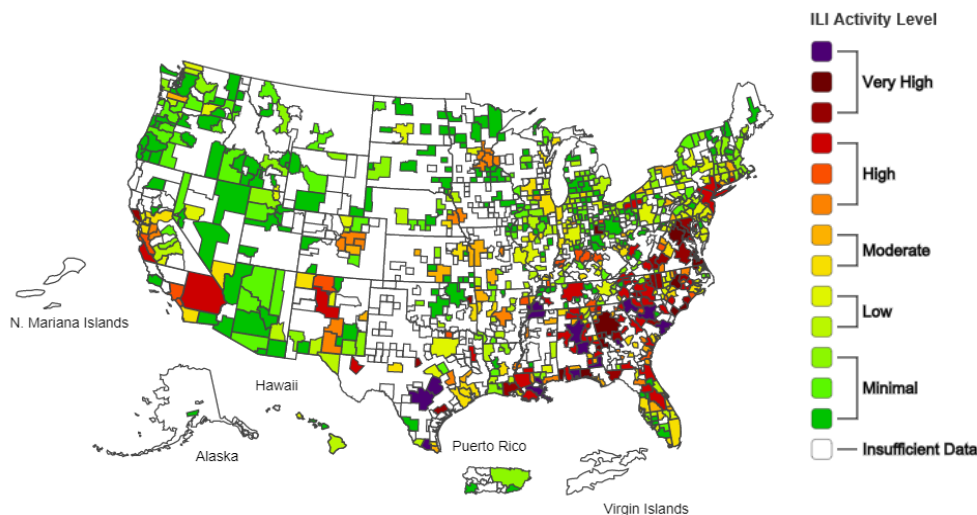 ILI Activity Level
Very High
High
Moderate
Low
Minimal
Insufficient Data
N. Mariana Islands
Hawaii
Alaska
Puerto Rico
Virgin Islands